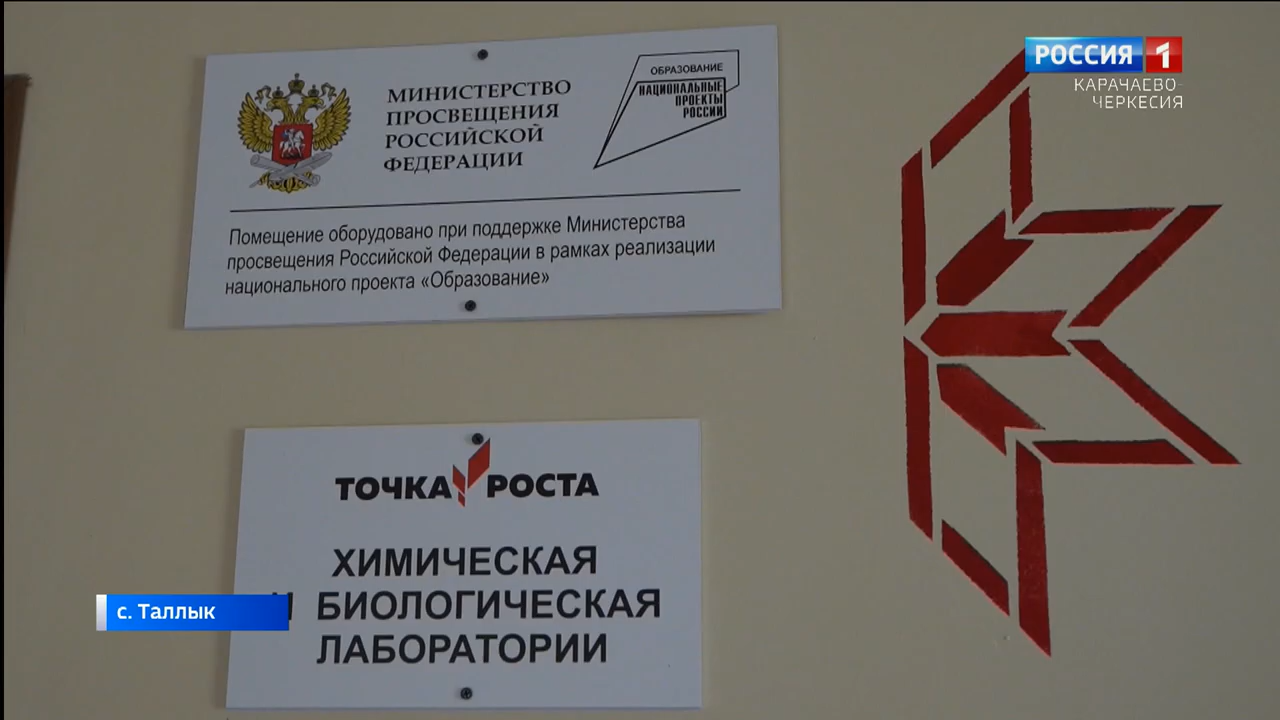 РОССИЯ 1
КАРАЧАЕВО-
ЧЕРКЕСИЯ
МИНИСТЕРСТВО
ПРОСВЕЩЕНИЯ
РОССИЙСКОЙ
ФЕДЕРАЦИИ
ОБРАЗОВАНИЕ
НАЦИОНАЛЬНЫЕ
ПРОЕКТЫ
РОССИИ
Помещение оборудовано при поддержке Министерства
просвещения Российской Федерации в рамках реализации
национального проекта «Образование»
ТОЧКА РОСТА
ХИМИЧЕСКАЯ
И БИОЛОГИЧЕСКАЯ
ЛАБОРАТОРИИ
с. Таллык